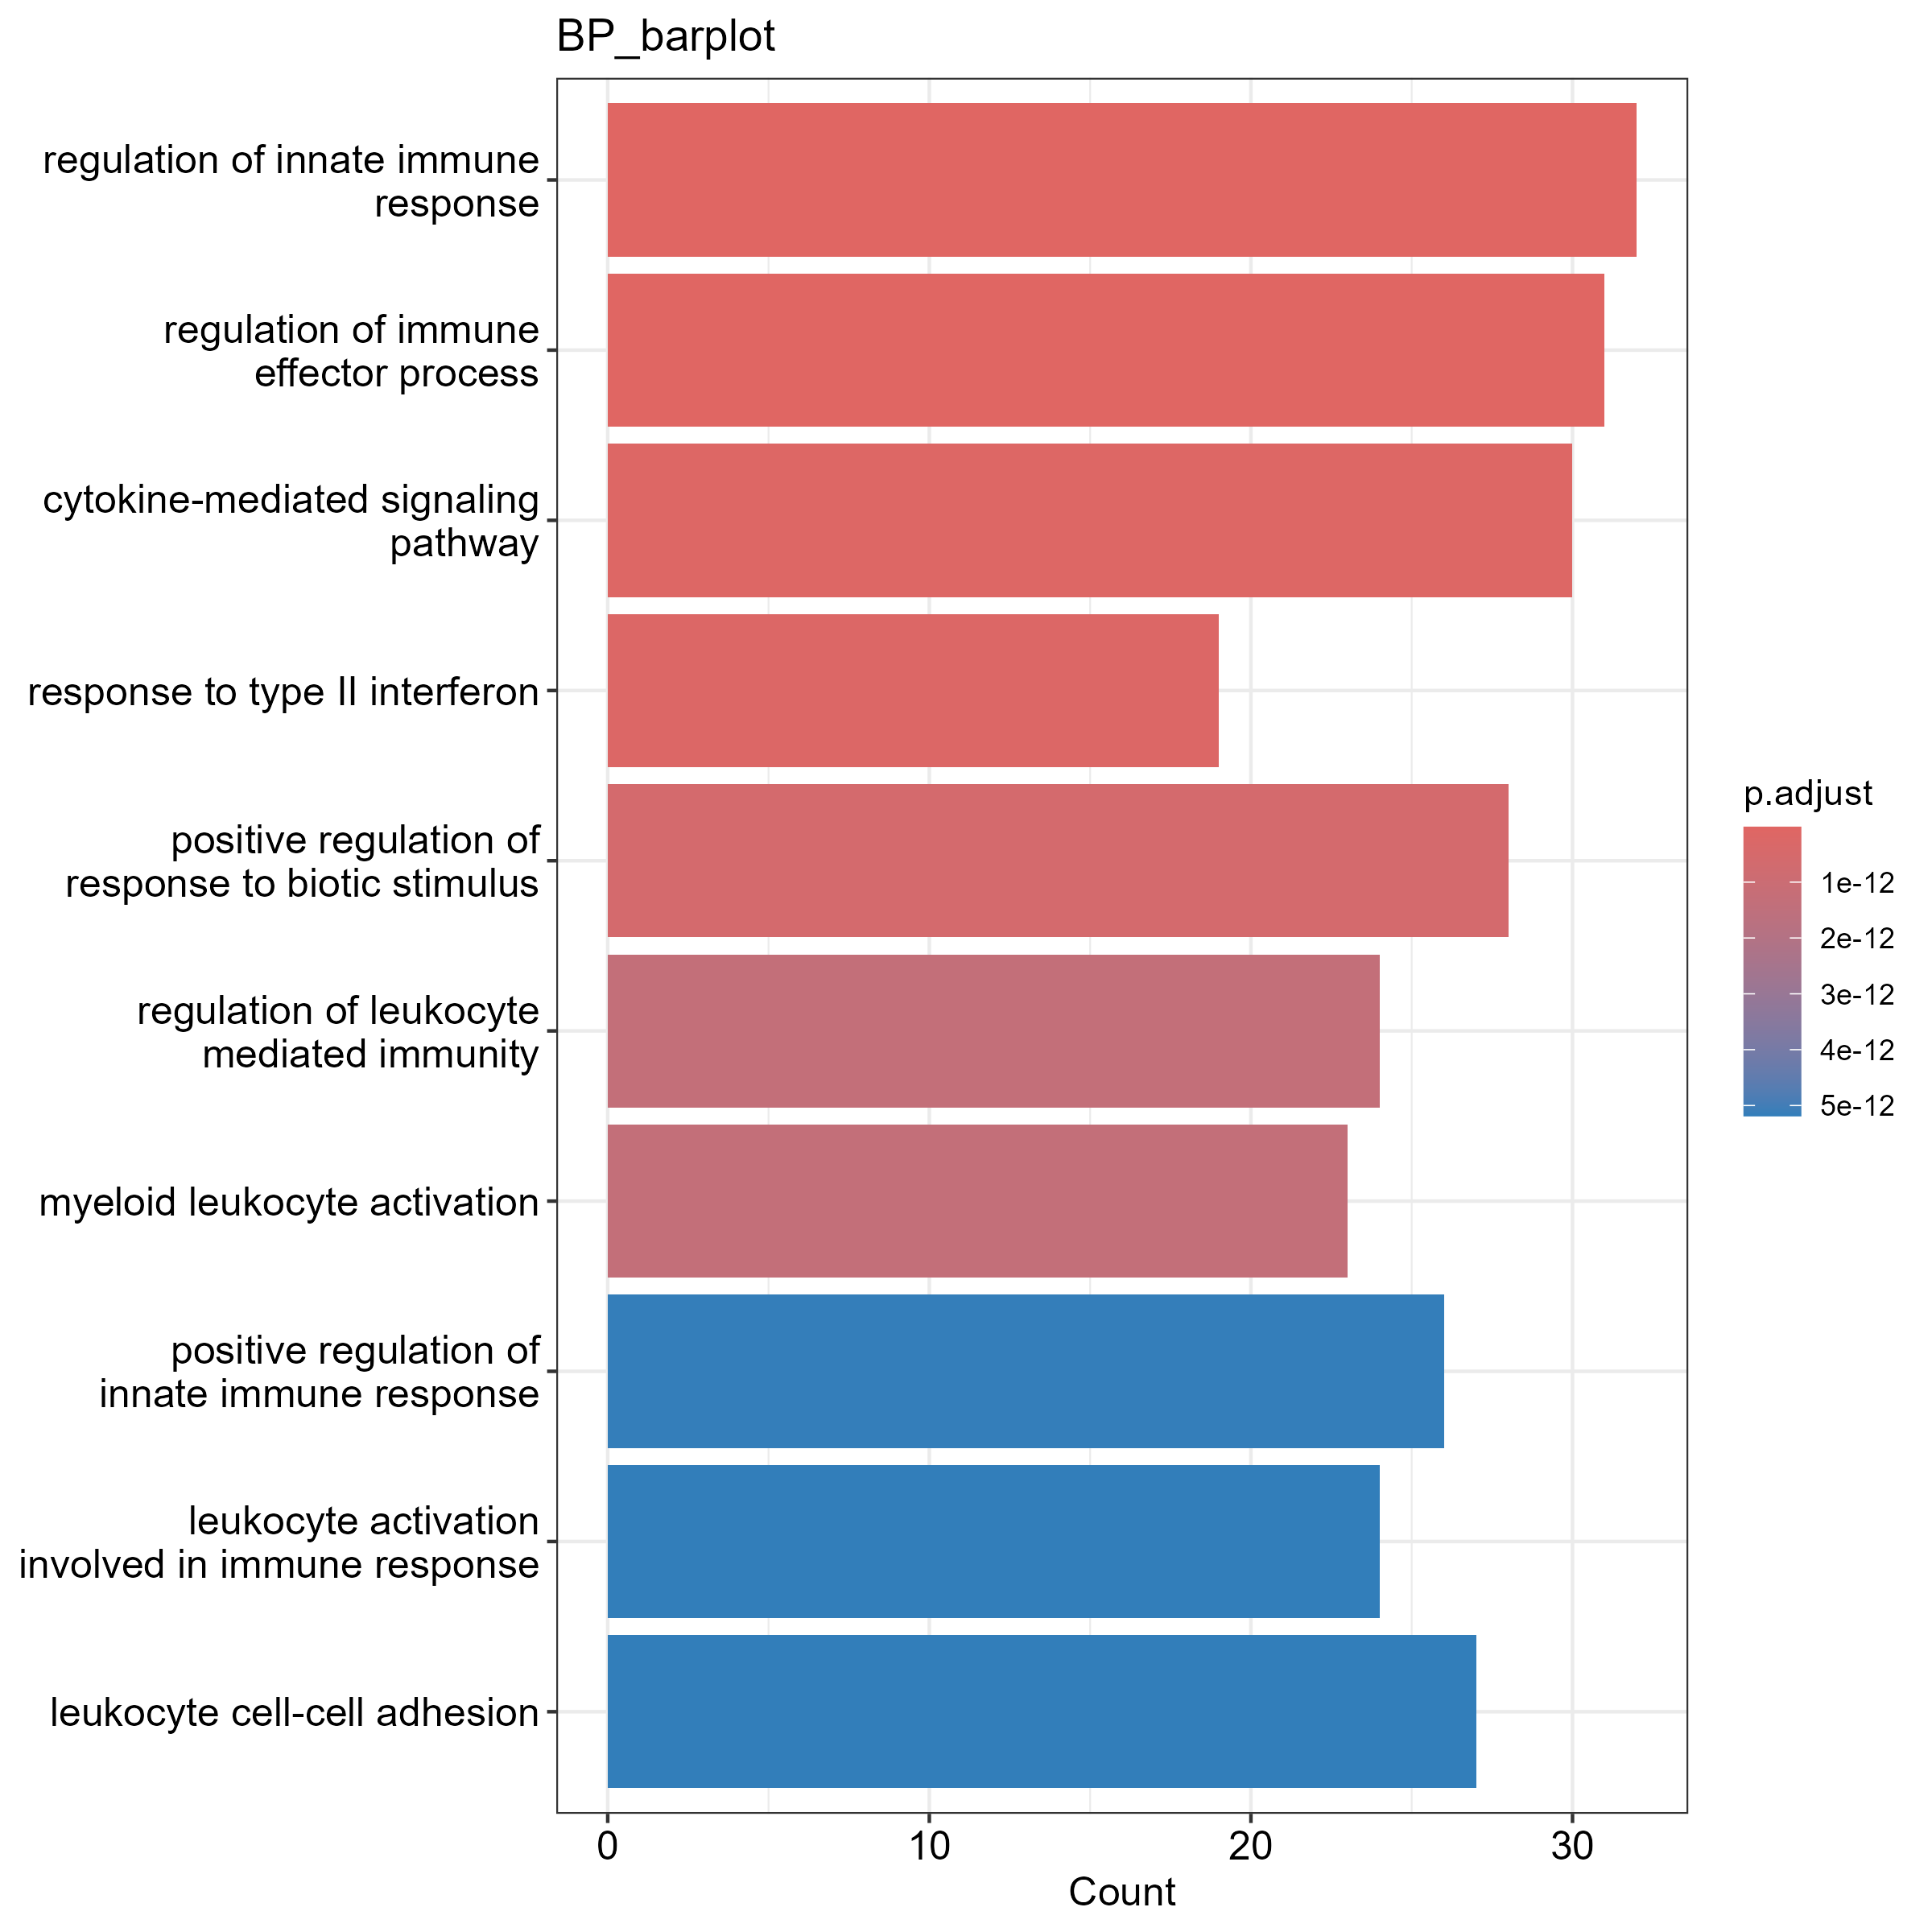 BP_barplot
regulation of innate immune
response
regulation of immune
effector process
cytokine-mediated signaling
pathway
response to type II interferon
positive regulation of
response to biotic stimulus
regulation of leukocyte
mediated immunity
myeloid leukocyte activation
positive regulation of
innate immune response
leukocyte activation
involved in immune response
leukocyte cell-cell adhesion
0
10
20
30
Count
p.adjust
1e-12
2e-12
3e-12
4e-12
5e-12